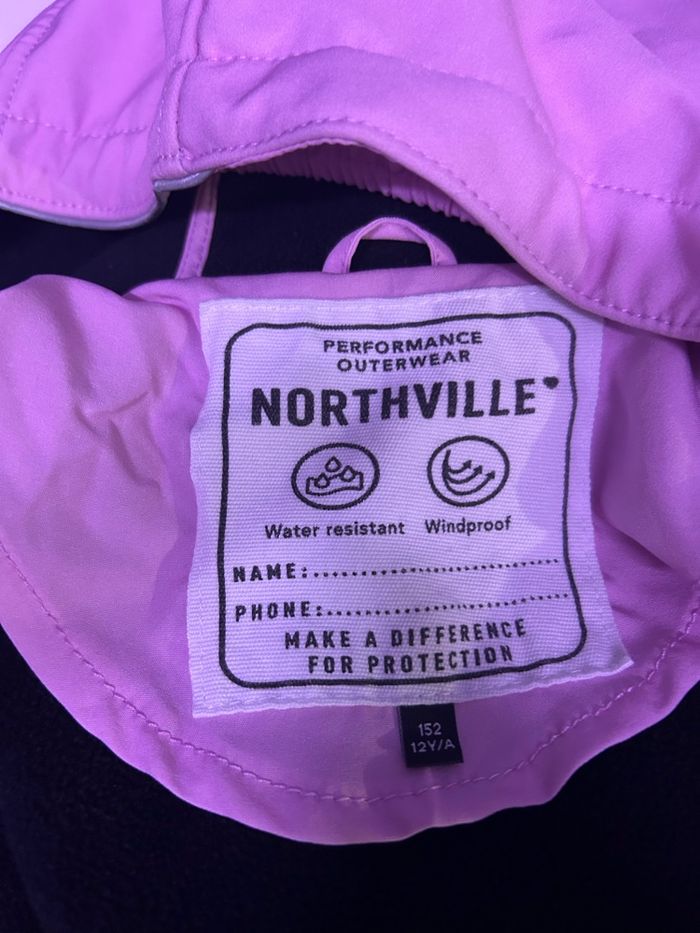 PERFORMANCE
OUTERWEAR
NORTHVILLE
Water resistant Windproof
NAME:..............................
PHONE:..............................
MAKE A DIFFERENCE
FOR PROTECTION
152
12Y/A